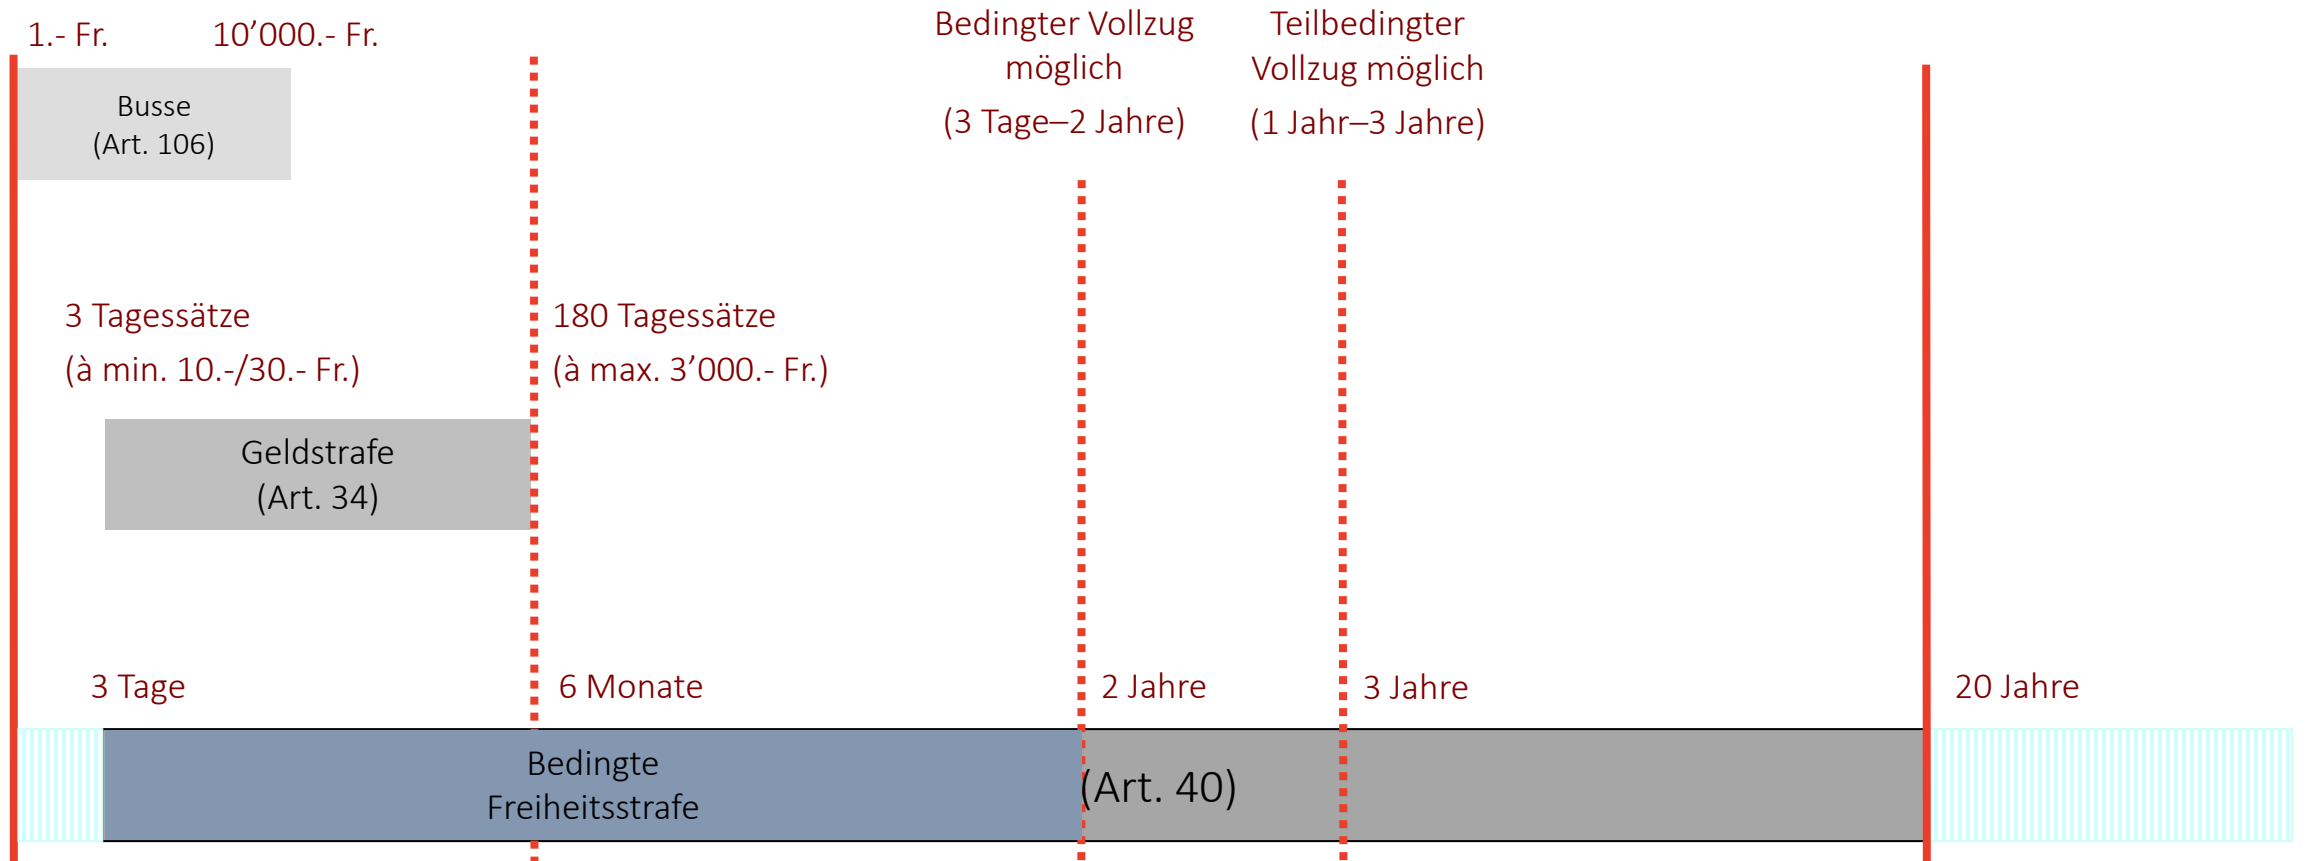 1.- Fr.
10’000.- Fr.
Bedingter Vollzug
möglich
(3 Tage–2 Jahre)
Teilbedingter
Vollzug möglich
(1 Jahr–3 Jahre)
Busse
(Art. 106)
3 Tagessätze
(à min. 10.-/30.- Fr.)
180 Tagessätze
(à max. 3’000.- Fr.)
Geldstrafe
(Art. 34)
3 Tage
6 Monate
2 Jahre
3 Jahre
20 Jahre
Bedingte
Freiheitsstrafe
(Art. 40)